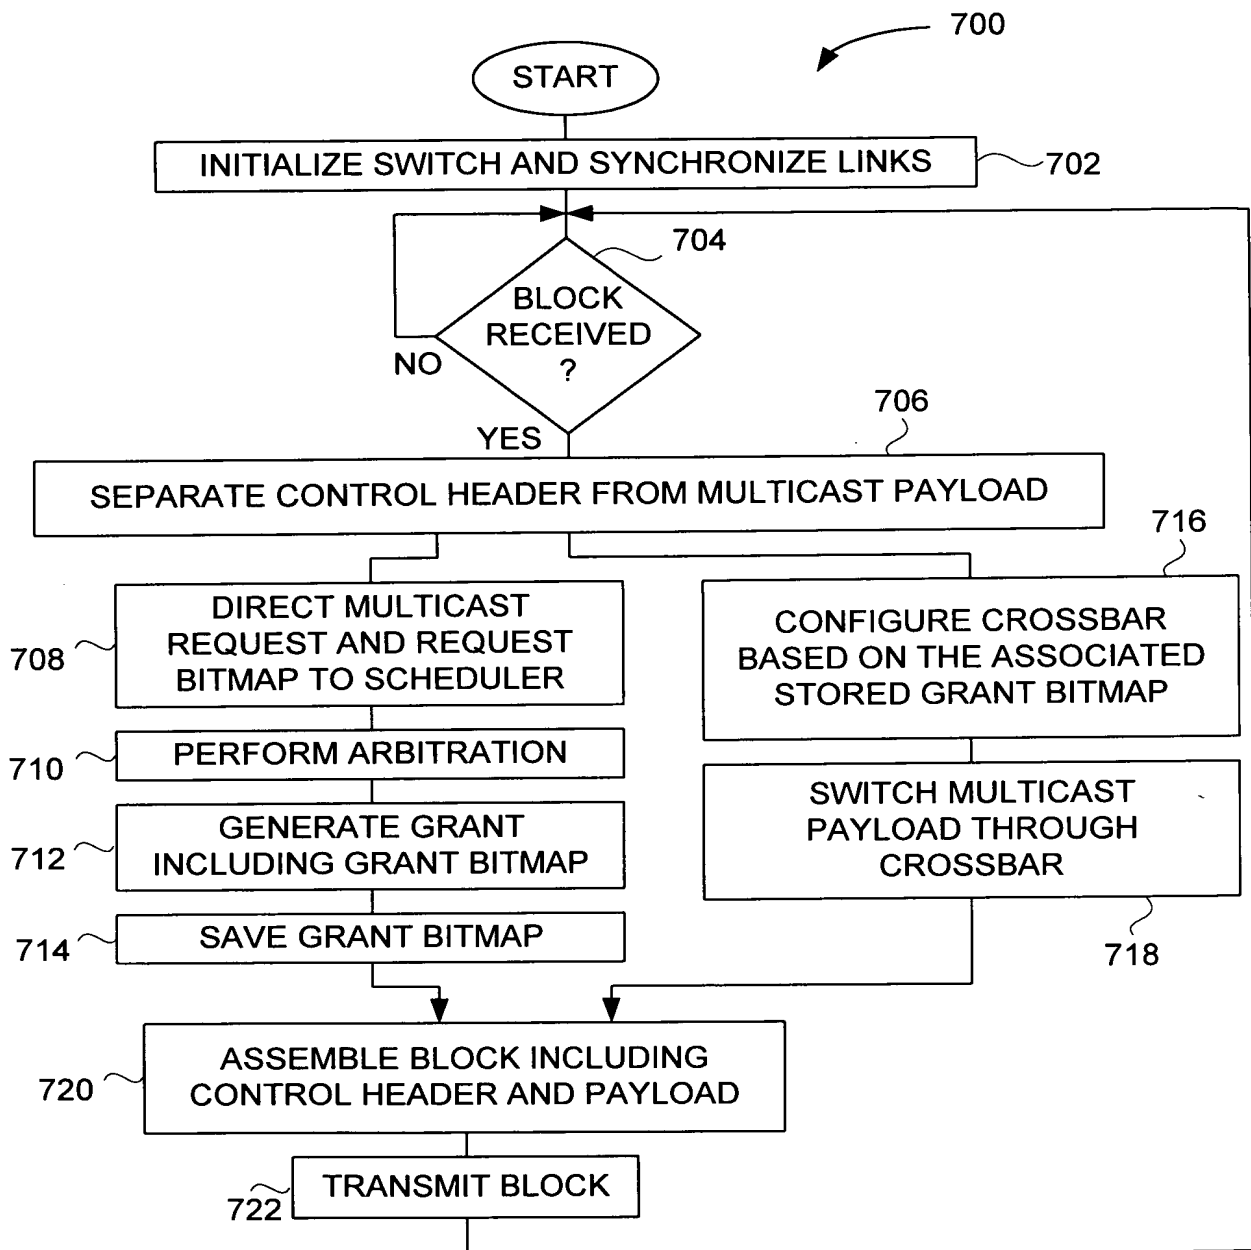 700
START
INITIALIZE SWITCH AND SYNCHRONIZE LINKS
702
704
BLOCK
RECEIVED
?
NO
YES
706
SEPARATE CONTROL HEADER FROM MULTICAST PAYLOAD
708
DIRECT MULTICAST
REQUEST AND REQUEST
BITMAP TO SCHEDULER
710
PERFORM ARBITRATION
712
GENERATE GRANT
INCLUDING GRANT BITMAP
714
SAVE GRANT BITMAP
716
CONFIGURE CROSSBAR
BASED ON THE ASSOCIATED
STORED GRANT BITMAP
SWITCH MULTICAST
PAYLOAD THROUGH
CROSSBAR
718
720
ASSEMBLE BLOCK INCLUDING
CONTROL HEADER AND PAYLOAD
722
TRANSMIT BLOCK